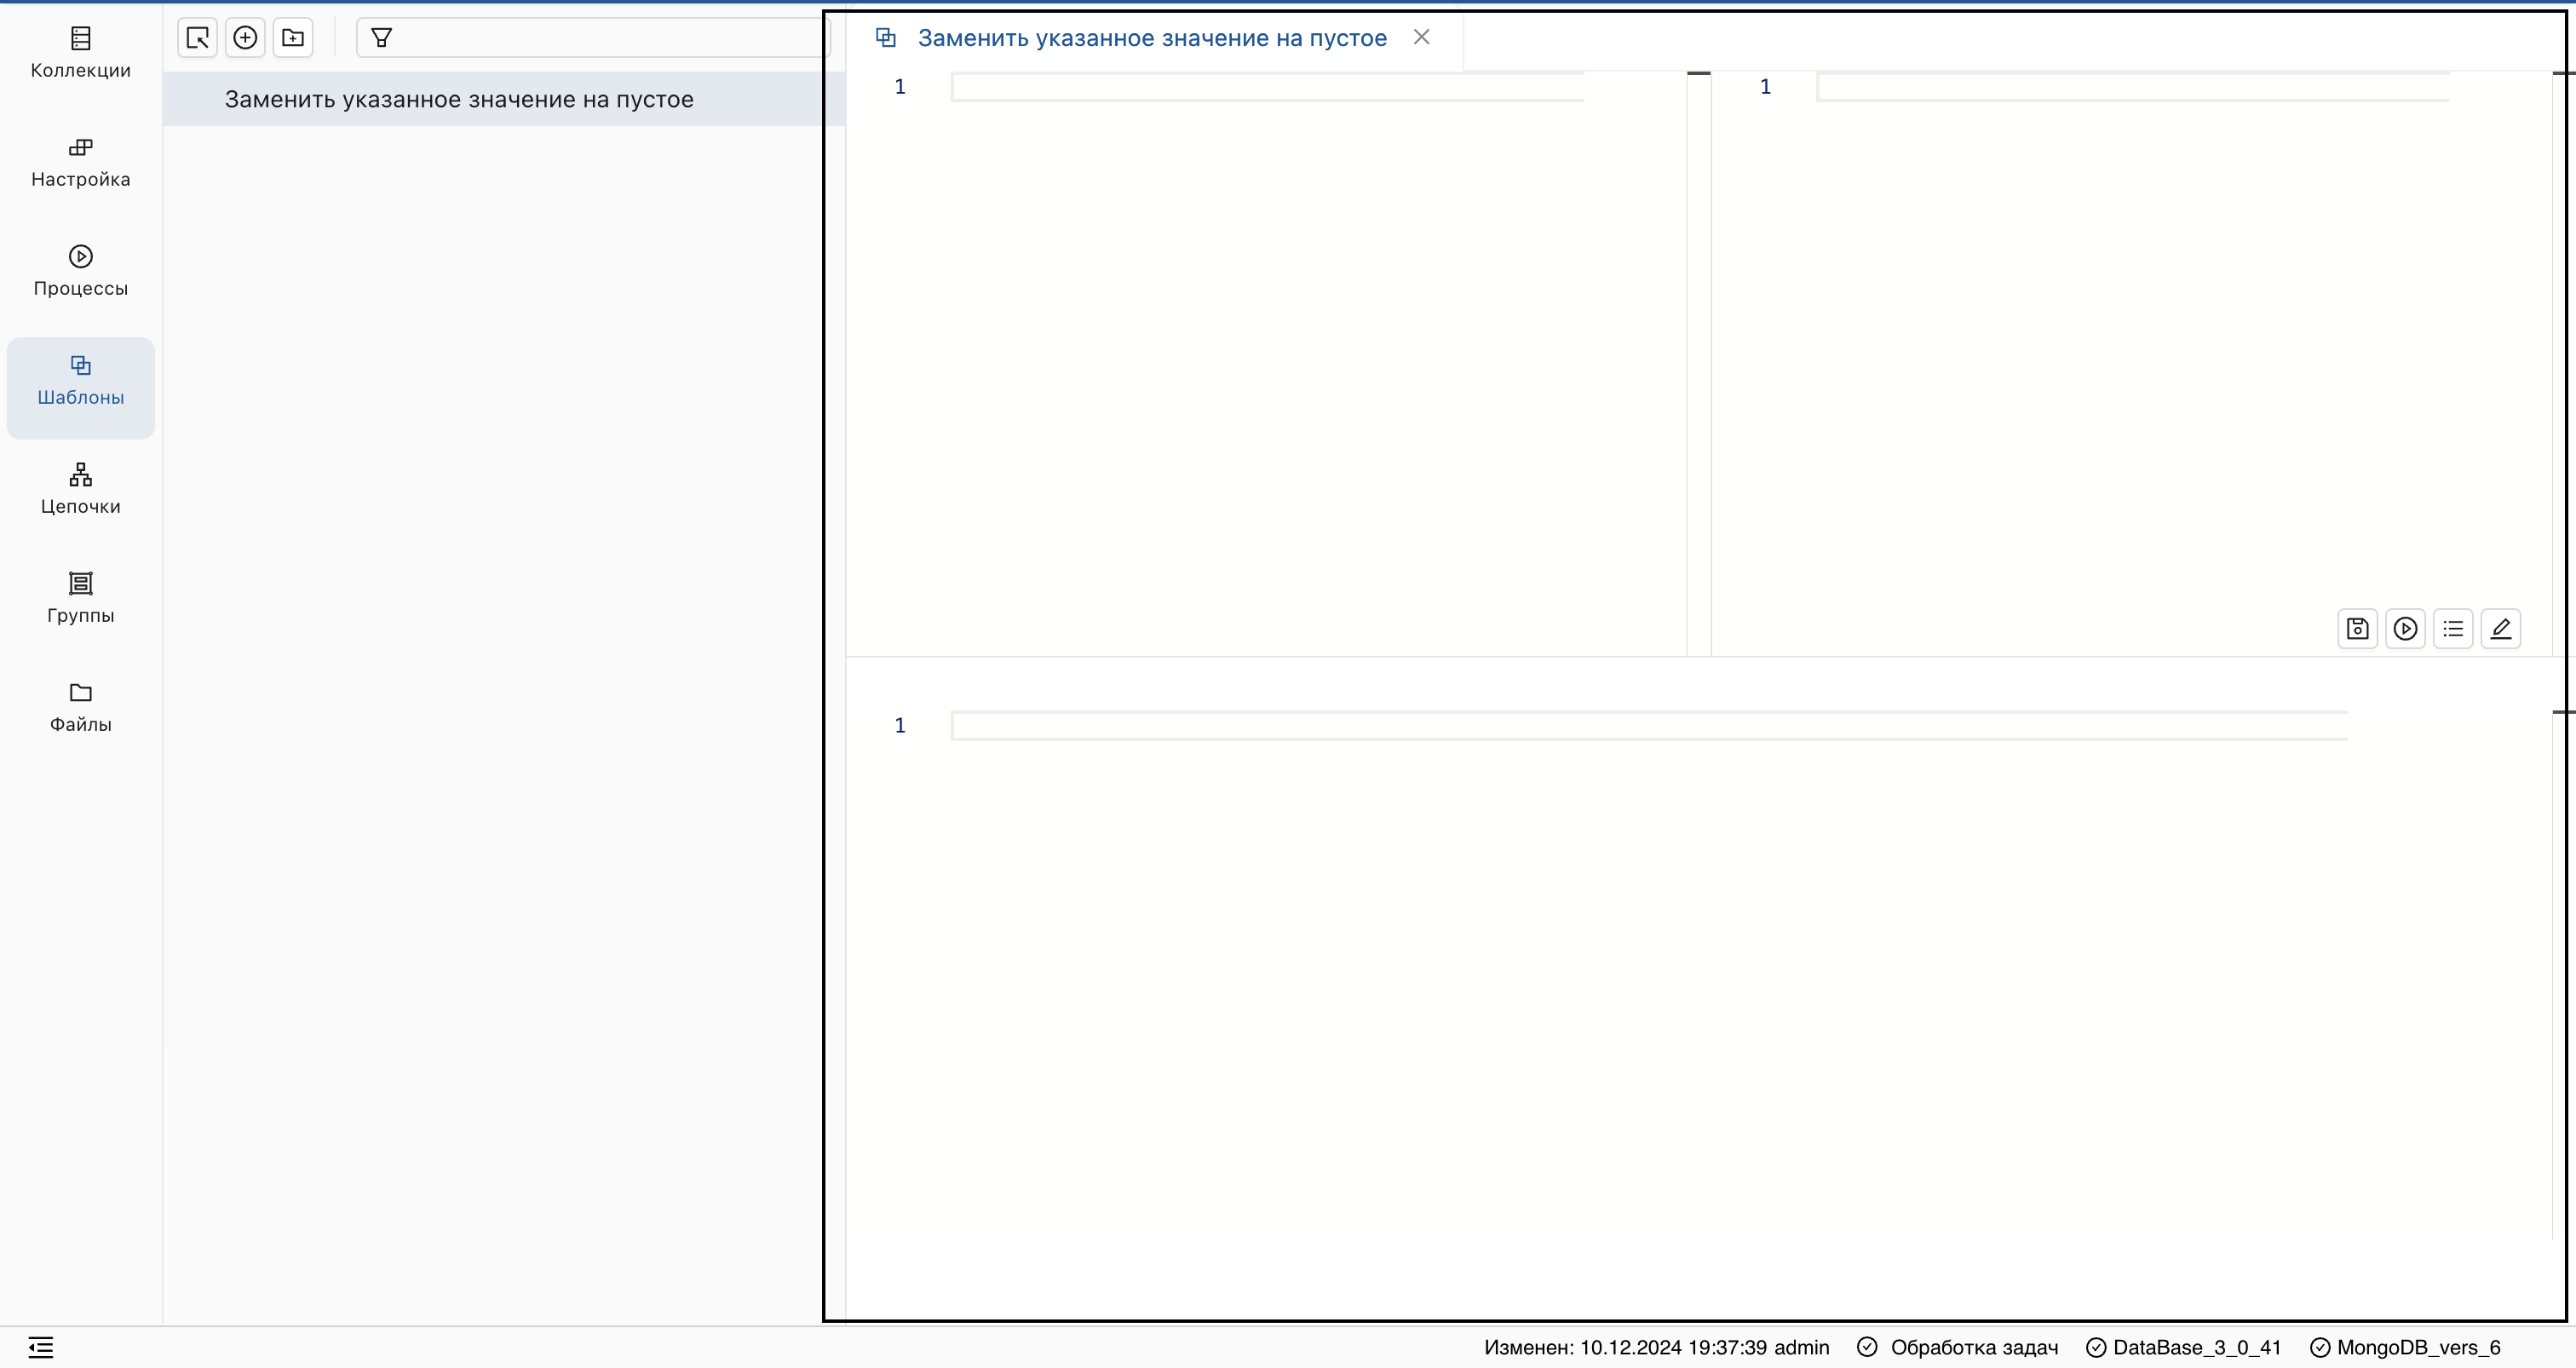 Коллекции
Настройка
Процессы
Шаблоны
Цепочки
Группы
Файлы
Заменить указанное значение на пустое
Заменить указанное значение на пустое
1
1
1
Изменен: 10.12.2024 19:37:39 admin
Обработка задач
DataBase_3_0_41
MongoDB_vers_6